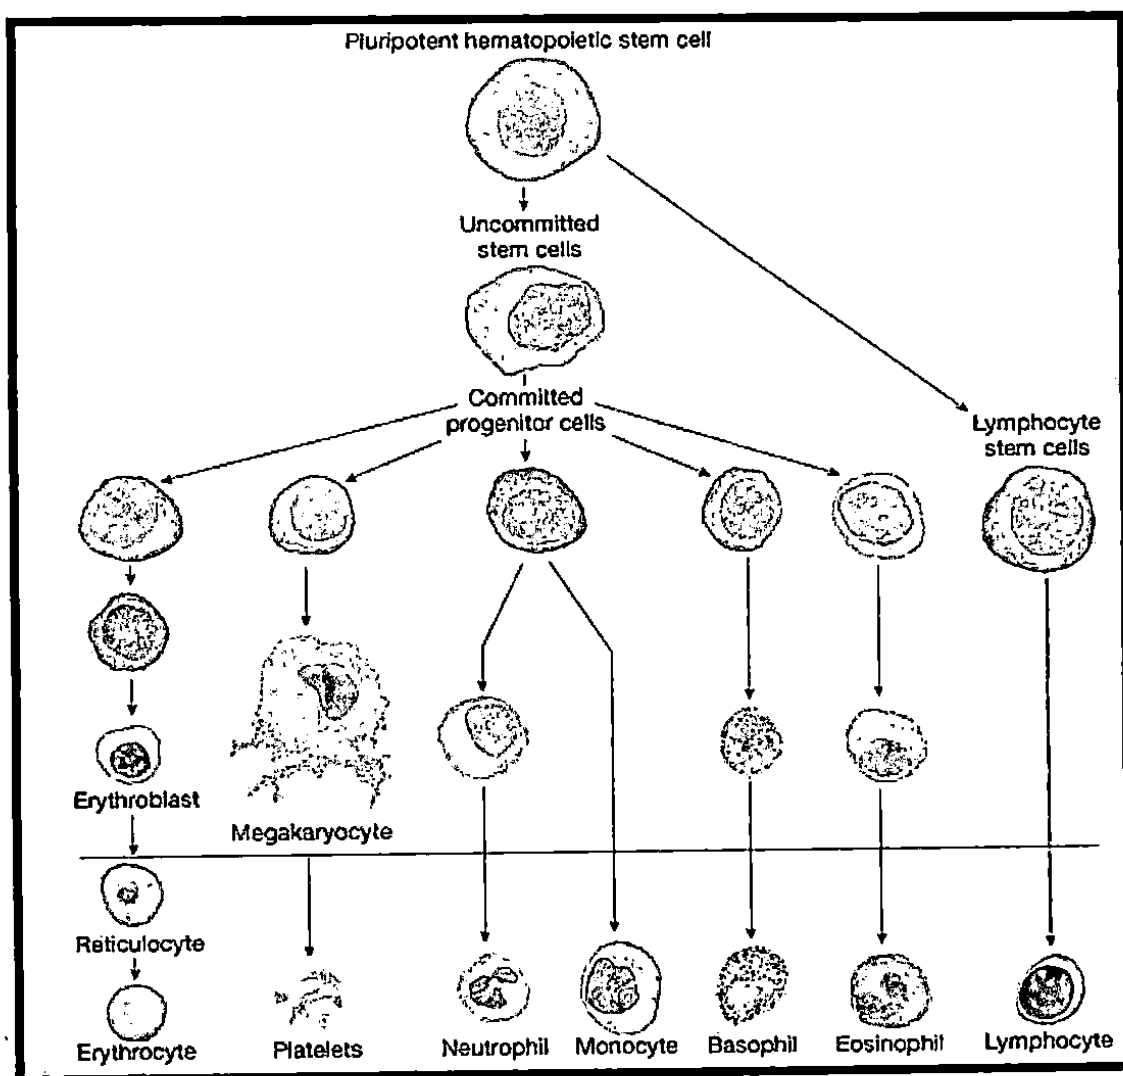 Pluripotent hematopoietic stem cell
Uncommitted
stem cells
Committed
progenitor cells
Lymphocyte
stem cells
Erythroblast
Megakaryocyte
Reticulocyte
Erythrocyte
Platelets
Neutrophil
Monocyte
Basophil
Eosinophil
Lymphocyte